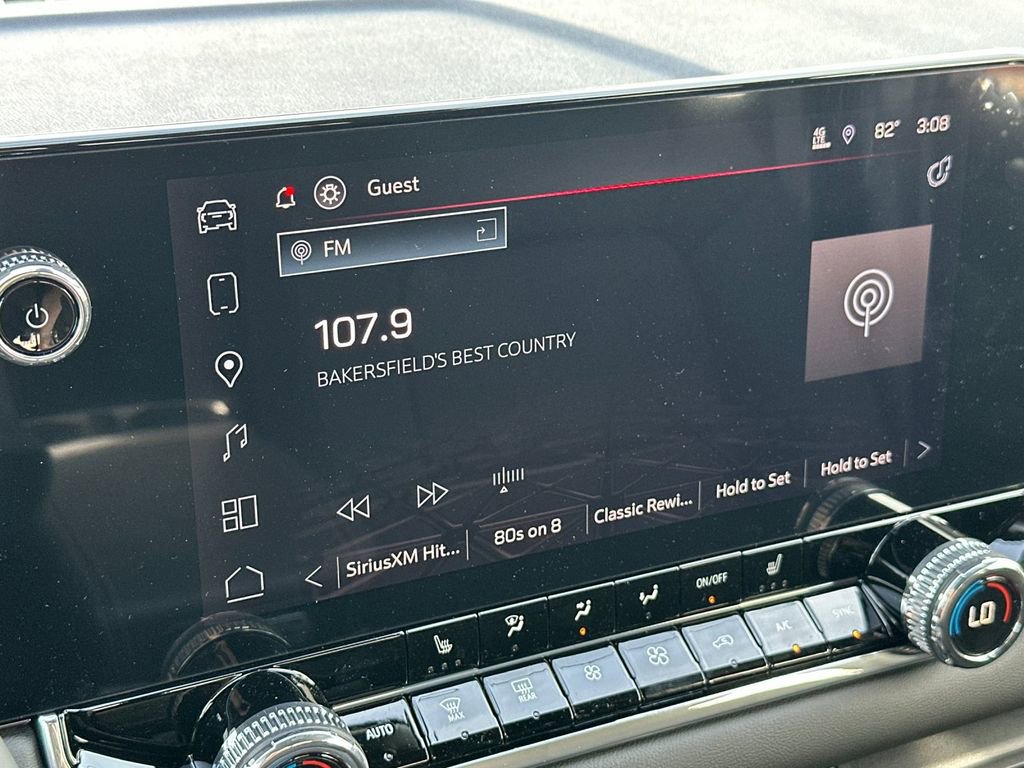 4G
LTE
82° 3:08
Guest
FM
107.9
BAKERSFIELD'S BEST COUNTRY
SiriusXM Hit... 80s on 8 Classic Rewi... Hold to Set Hold to Set
ON/OFF
AUTO MAX REAR A/C SYNC
LO